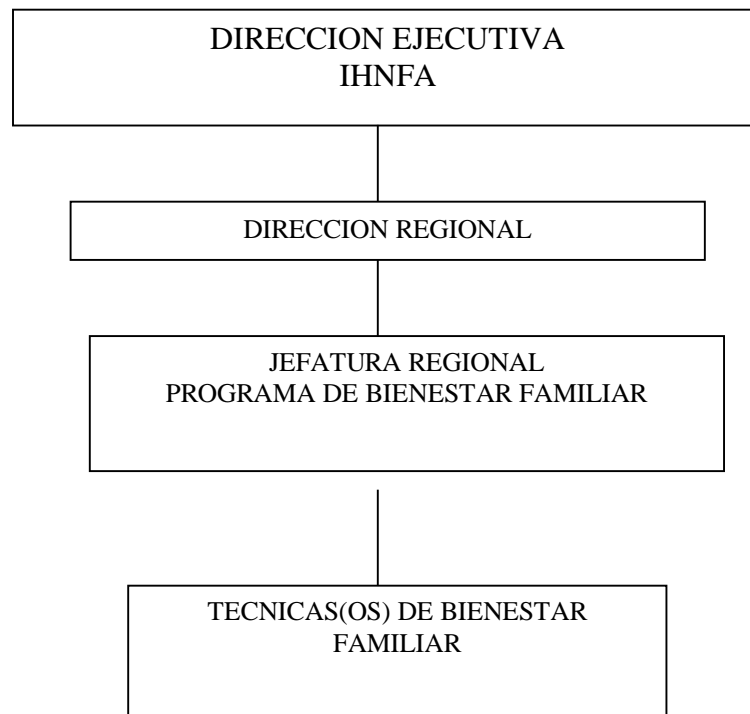 DIRECCION EJECUTIVA
IHNFA
DIRECCION REGIONAL
JEFATURA REGIONAL
PROGRAMA DE BIENESTAR FAMILIAR
TECNICAS(OS) DE BIENESTAR
FAMILIAR